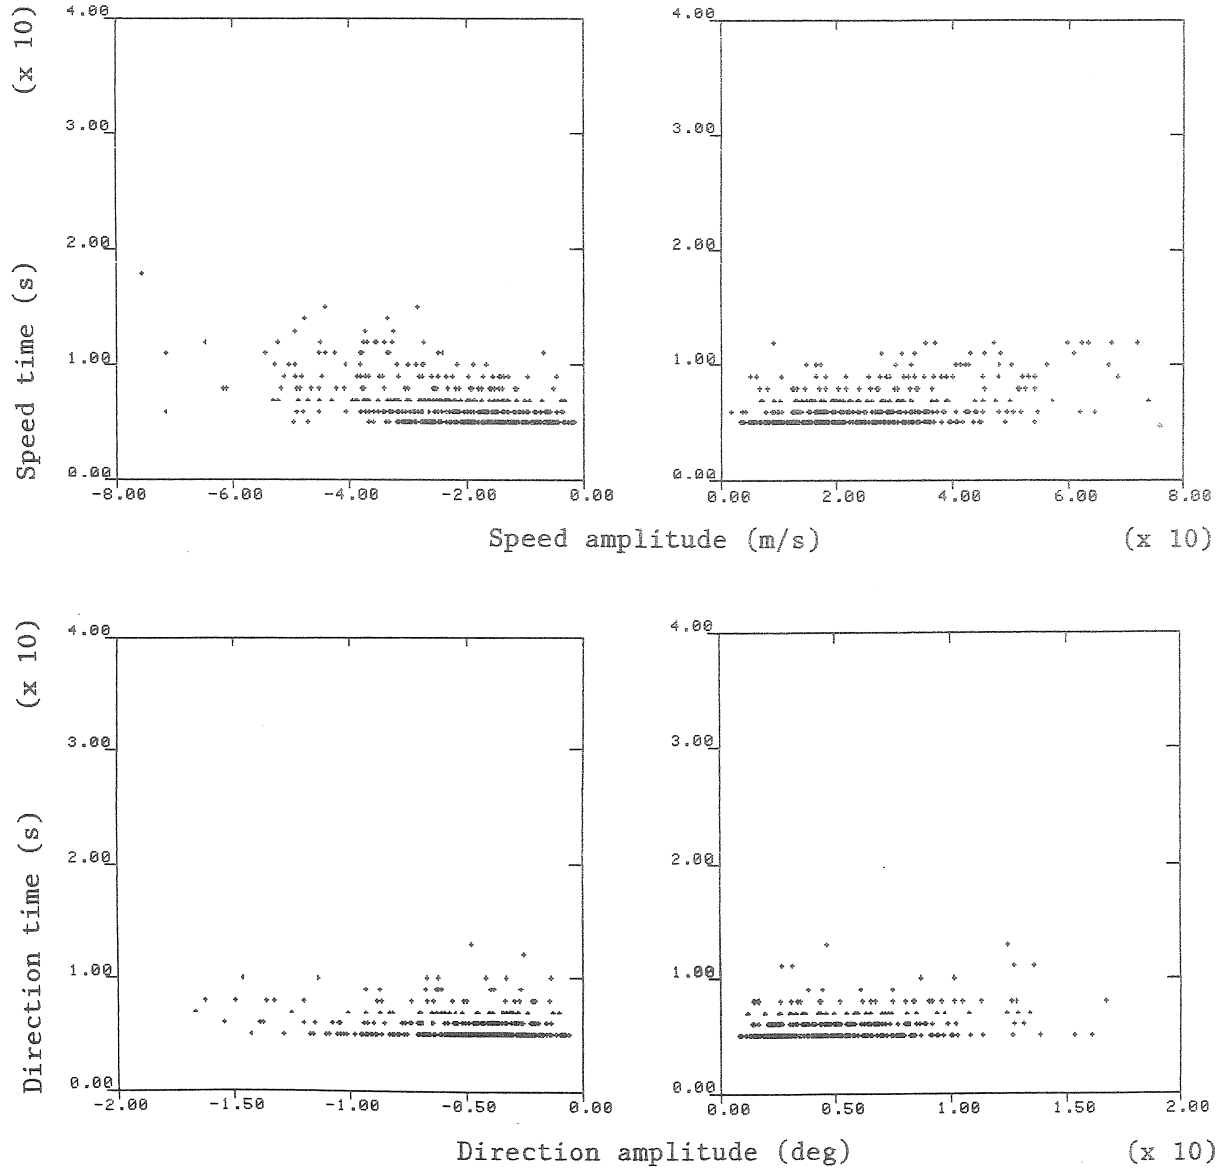 Speed time (s) (x 10)
4.00
3.00
2.00
1.00
0.00
-8.00 -6.00 -4.00 -2.00 0.00
4.00
3.00
2.00
1.00
0.00
0.00 2.00 4.00 6.00 8.00
Speed amplitude (m/s) (x 10)
Direction time (s) (x 10)
4.00
3.00
2.00
1.00
0.00
-2.00 -1.50 -1.00 -0.50 0.00
4.00
3.00
2.00
1.00
0.00
0.00 0.50 1.00 1.50 2.00
Direction amplitude (deg) (x 10)